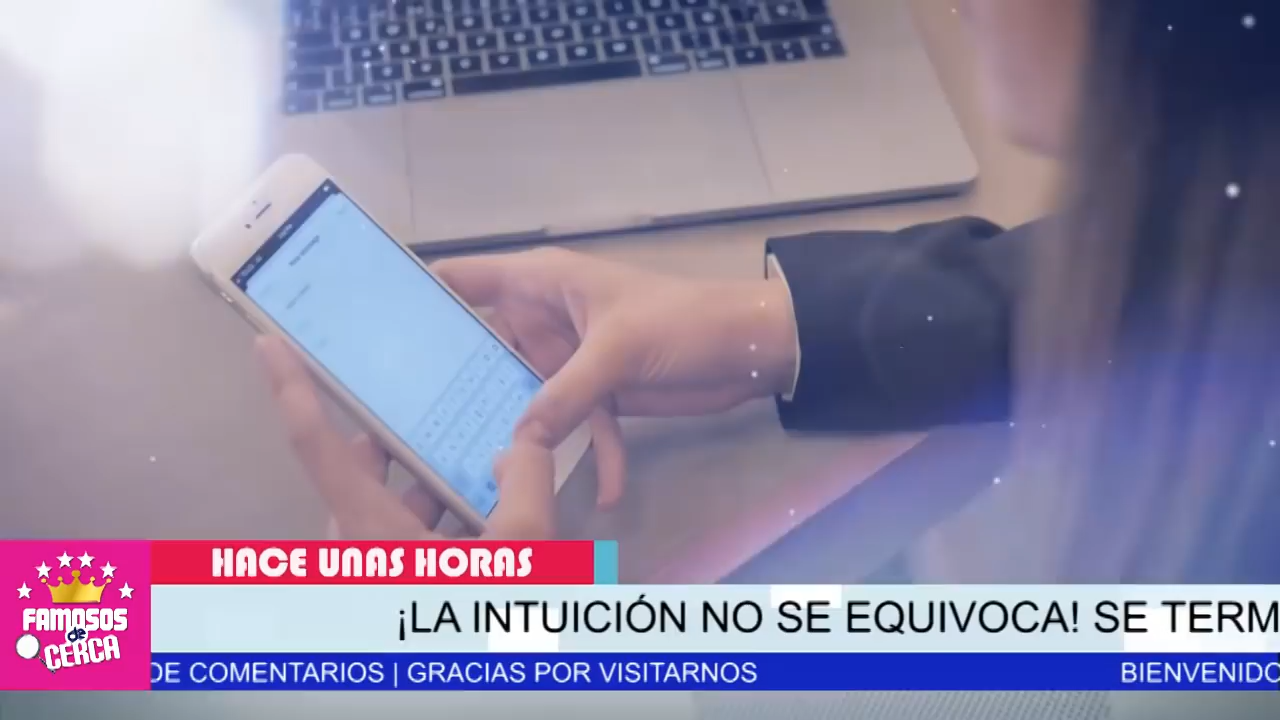 HACE UNAS HORAS
¡LA INTUICIÓN NO SE EQUIVOCA! SE TERM
FAMOSOS
de
CERCA
DE COMENTARIOS | GRACIAS POR VISITARNOS
BIENVENIDO